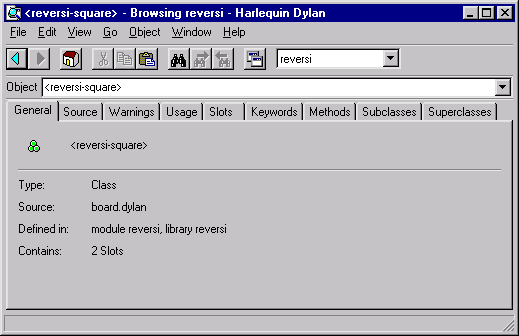 <reversi-square> - Browsing reversi - Harlequin Dylan
File Edit View Go Object Window Help
reversi
Object <reversi-square>
General Source Warnings Usage Slots Keywords Methods Subclasses Superclasses
<reversi-square>
Type: Class
Source: board.dylan
Defined in: module reversi, library reversi
Contains: 2 Slots